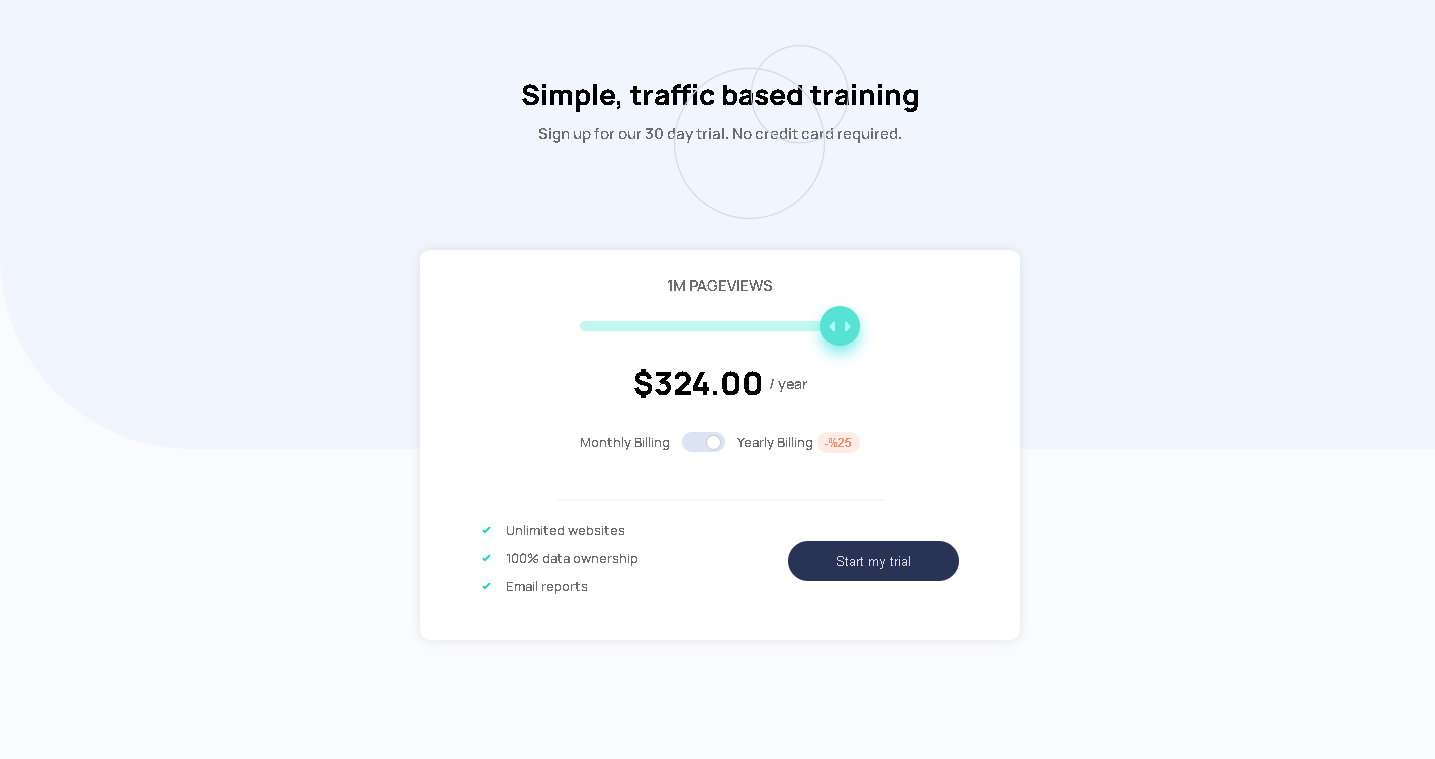 Simple, traffic based training
Sign up for our 30 day trial. No credit card required.
1M PAGEVIEWS
$324.00 / year
Monthly Billing Yearly Billing -%25
✔ Unlimited websites
✔ 100% data ownership
✔ Email reports
Start my trial